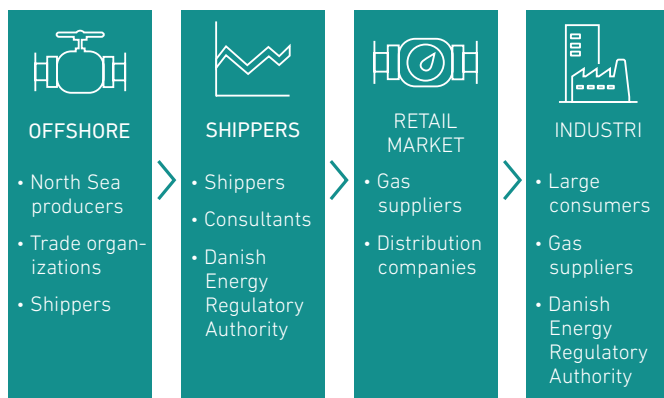 OFFSHORE
• North Sea
producers
• Trade organ-
izations
• Shippers
SHIPPERS
• Shippers
• Consultants
• Danish
Energy
Regulatory
Authority
RETAIL
MARKET
• Gas
suppliers
• Distribution
companies
INDUSTRI
• Large
consumers
• Gas
suppliers
• Danish
Energy
Regulatory
Authority